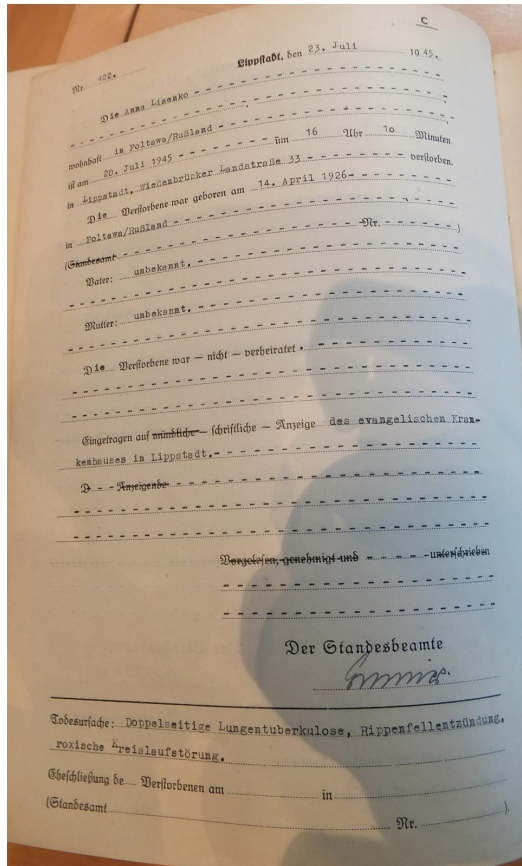 C
Nr. 422.
Lippstadt, den 23. Juli 1945.
Die Anna Lisenko
wohnhaft in Poltawa/Rußland
ist am 20. Juli 1945 um 16 Uhr 10 Minuten
in Lippstadt, Wiedenbrücker Landstraße 33 verstorben.
Die Verstorbene war geboren am 14. April 1926
in Poltawa/Rußland
(Standesamt Nr. )
Vater: unbekannt.
Mutter: unbekannt.
Die Verstorbene war — nicht — verheiratet.
Eingetragen auf mündliche — schriftliche — Anzeige des evangelischen Kran-
kenhauses in Lippstadt.
D Anzeigende
Vorgelesen, genehmigt und unterschrieben
Der Standesbeamte
Todesursache: Doppelseitige Lungentuberkulose, Rippenfellentzündung,
roxische Kreislaufstörung.
Eheschließung de Verstorbenen am in
(Standesamt Nr. ).